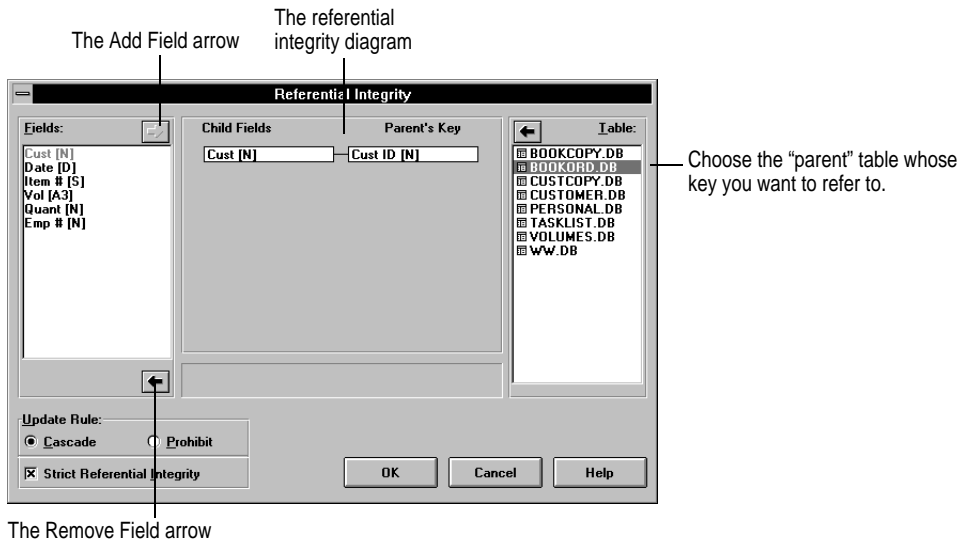 The referential
integrity diagram
The Add Field arrow
Referential Integrity
Fields:
Child Fields
Parent's Key
Table:
Cust [N]
Date [D]
Item # [S]
Vol [A3]
Quant [N]
Emp # [N]
Cust [N]
Cust ID [N]
BOOKCOPY.DB
BOOKORD.DB
CUSTCOPY.DB
CUSTOMER.DB
PERSONAL.DB
TASKLIST.DB
VOLUMES.DB
WW.DB
Choose the “parent” table whose
key you want to refer to.
Update Rule:
Cascade
Prohibit
Strict Referential Integrity
OK
Cancel
Help
The Remove Field arrow